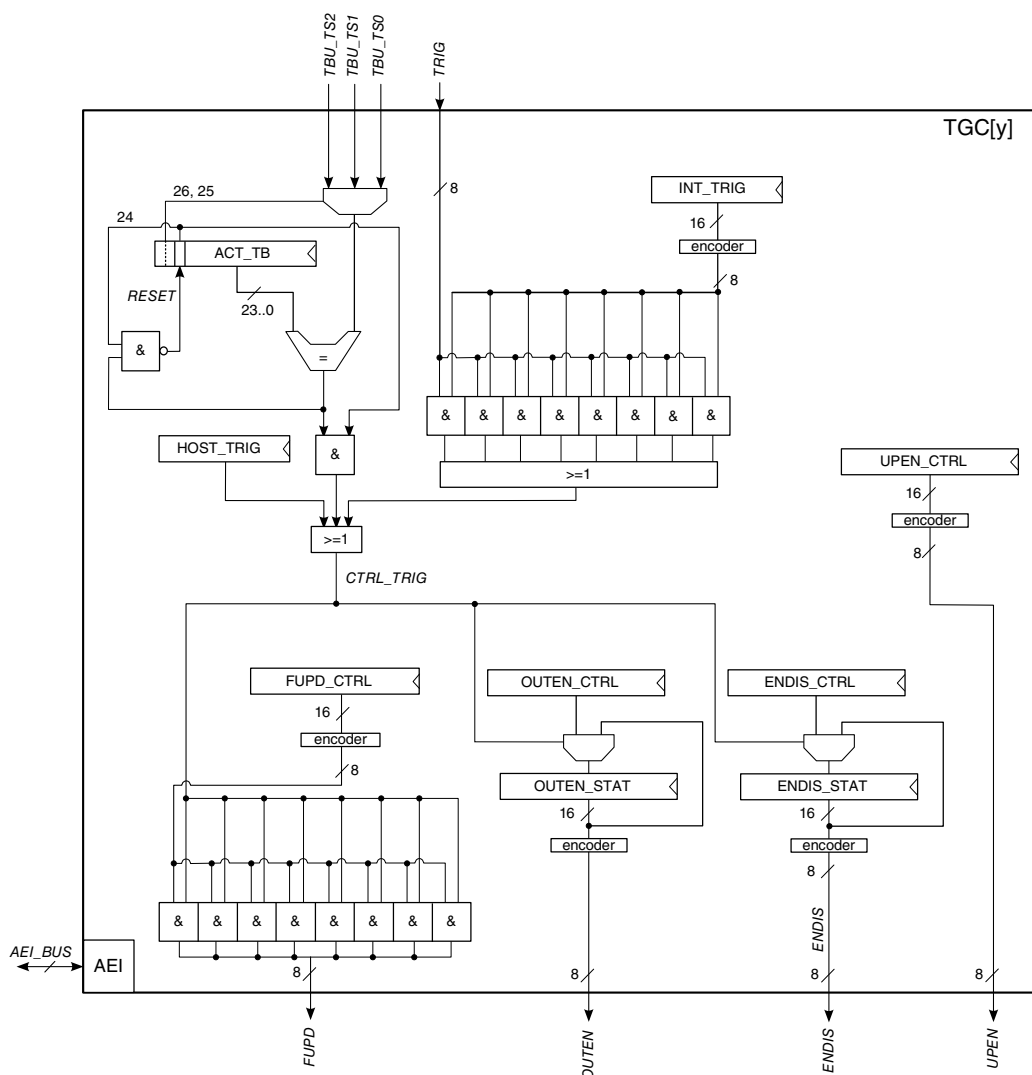 TBU_TS2
TBU_TS1
TBU_TS0
TRIG
TGC[y]
26, 25
8
INT_TRIG
24
16
encoder
ACT_TB
8
RESET
23..0
&
=
& & & & & & & &
HOST_TRIG
&
>=1
UPEN_CTRL
16
encoder
>=1
8
CTRL_TRIG
FUPD_CTRL
OUTEN_CTRL
ENDIS_CTRL
16
encoder
8
OUTEN_STAT
ENDIS_STAT
16
16
encoder
encoder
8
& & & & & & & &
ENDIS
AEI_BUS
AEI
8
8
8
8
FUPD
OUTEN
ENDIS
UPEN